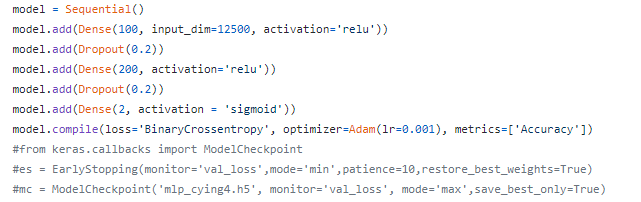 model = Sequential()
model.add(Dense(100, input_dim=12500, activation='relu'))
model.add(Dropout(0.2))
model.add(Dense(200, activation='relu'))
model.add(Dropout(0.2))
model.add(Dense(2, activation = 'sigmoid'))
model.compile(loss='BinaryCrossentropy', optimizer=Adam(lr=0.001), metrics=['Accuracy'])
#from keras.callbacks import ModelCheckpoint
#es = EarlyStopping(monitor='val_loss',mode='min',patience=10,restore_best_weights=True)
#mc = ModelCheckpoint('mlp_cying4.h5', monitor='val_loss', mode='max',save_best_only=True)